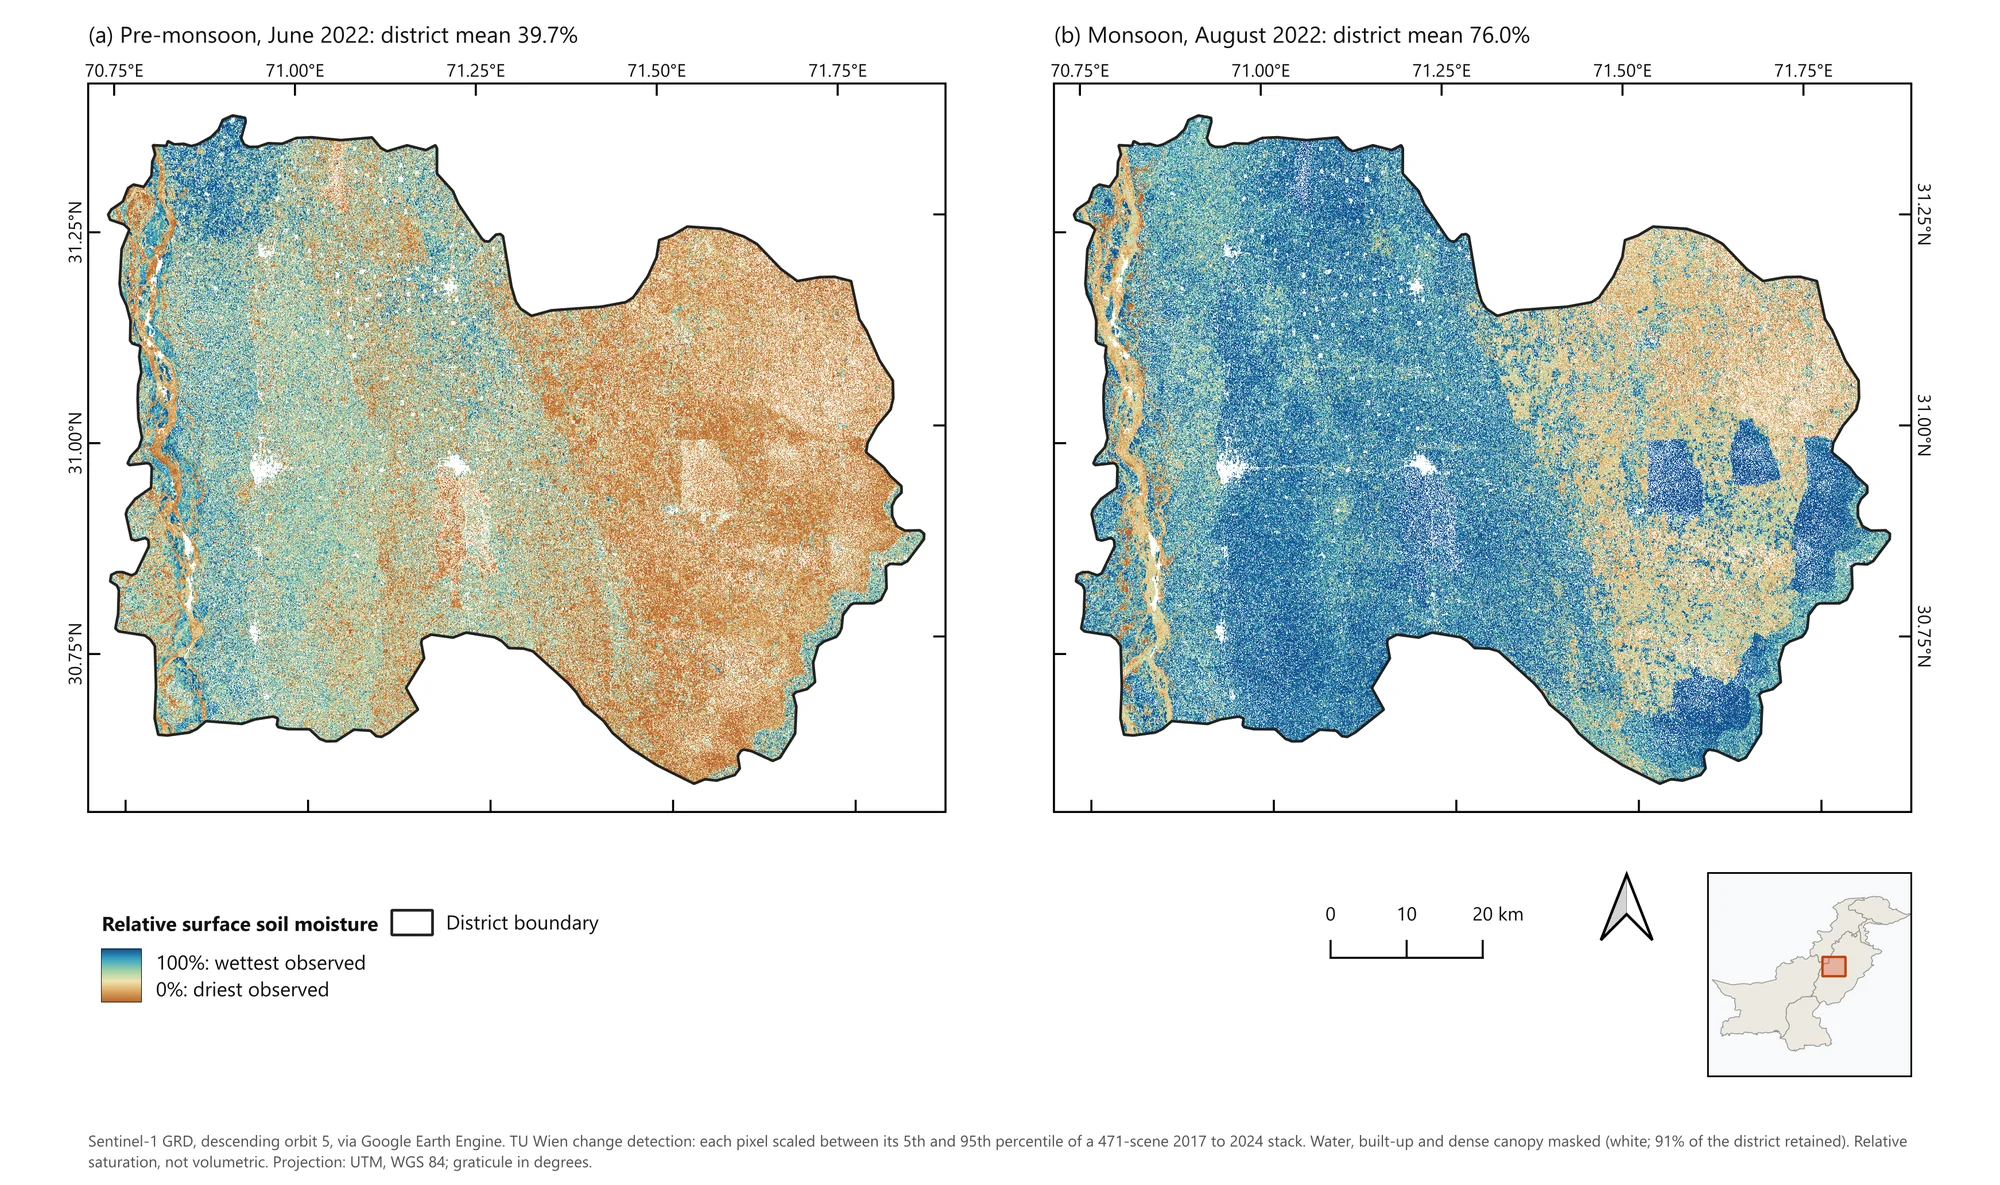 (a) Pre-monsoon, June 2022: district mean 39.7%
70.75°E 71.00°E 71.25°E 71.50°E 71.75°E
31.25°N
31.00°N
30.75°N
(b) Monsoon, August 2022: district mean 76.0%
70.75°E 71.00°E 71.25°E 71.50°E 71.75°E
31.25°N
31.00°N
30.75°N
Relative surface soil moisture
District boundary
100%: wettest observed
0%: driest observed
0 10 20 km
Sentinel-1 GRD, descending orbit 5, via Google Earth Engine. TU Wien change detection: each pixel scaled between its 5th and 95th percentile of a 471-scene 2017 to 2024 stack. Water, built-up and dense canopy masked (white; 91% of the district retained). Relative
saturation, not volumetric. Projection: UTM, WGS 84; graticule in degrees.